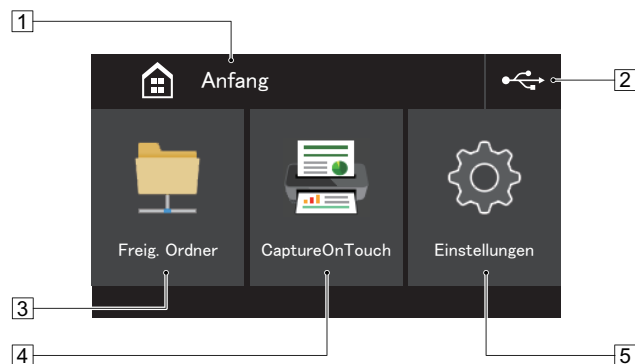 1
Anfang
2
Freig. Ordner
CaptureOnTouch
Einstellungen
3
4
5